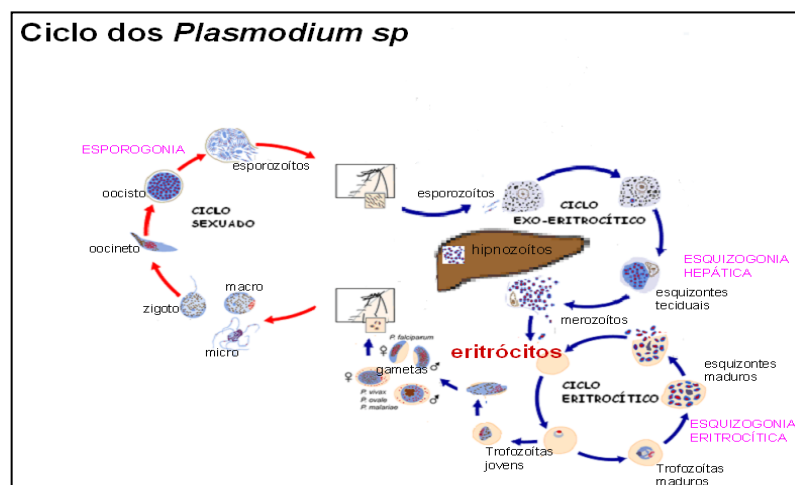 Ciclo dos Plasmodium sp
ESPOROGONIA
esporozoítos
oocisto
CICLO
SEXUADO
oocineto
zigoto
macro
micro
esporozoítos
CICLO
EXO-ERITROCÍTICO
hipnozoítos
ESQUIZOGONIA
HEPÁTICA
esquizontes
teciduais
merozoítos
eritrócitos
P. falciparum
♀
gametas
♂
♀
P. vivax
P. ovale
P. malariae
♂
CICLO
ERITROCÍTICO
esquizontes
maduros
ESQUIZOGONIA
ERITROCÍTICA
Trofozoítas
jovens
Trofozoítas
maduros